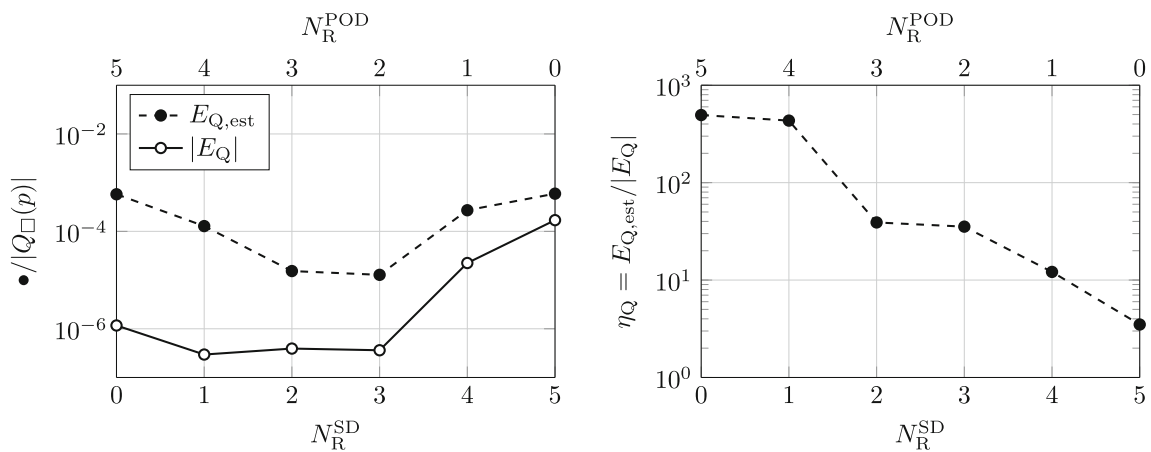 N_R^POD
5 4 3 2 1 0
10^−2
10^−4
10^−6
•/|Q_□(p)|
E_Q,est
|E_Q|
0 1 2 3 4 5
N_R^SD
N_R^POD
5 4 3 2 1 0
10^3
10^2
10^1
10^0
η_Q = E_Q,est/|E_Q|
0 1 2 3 4 5
N_R^SD